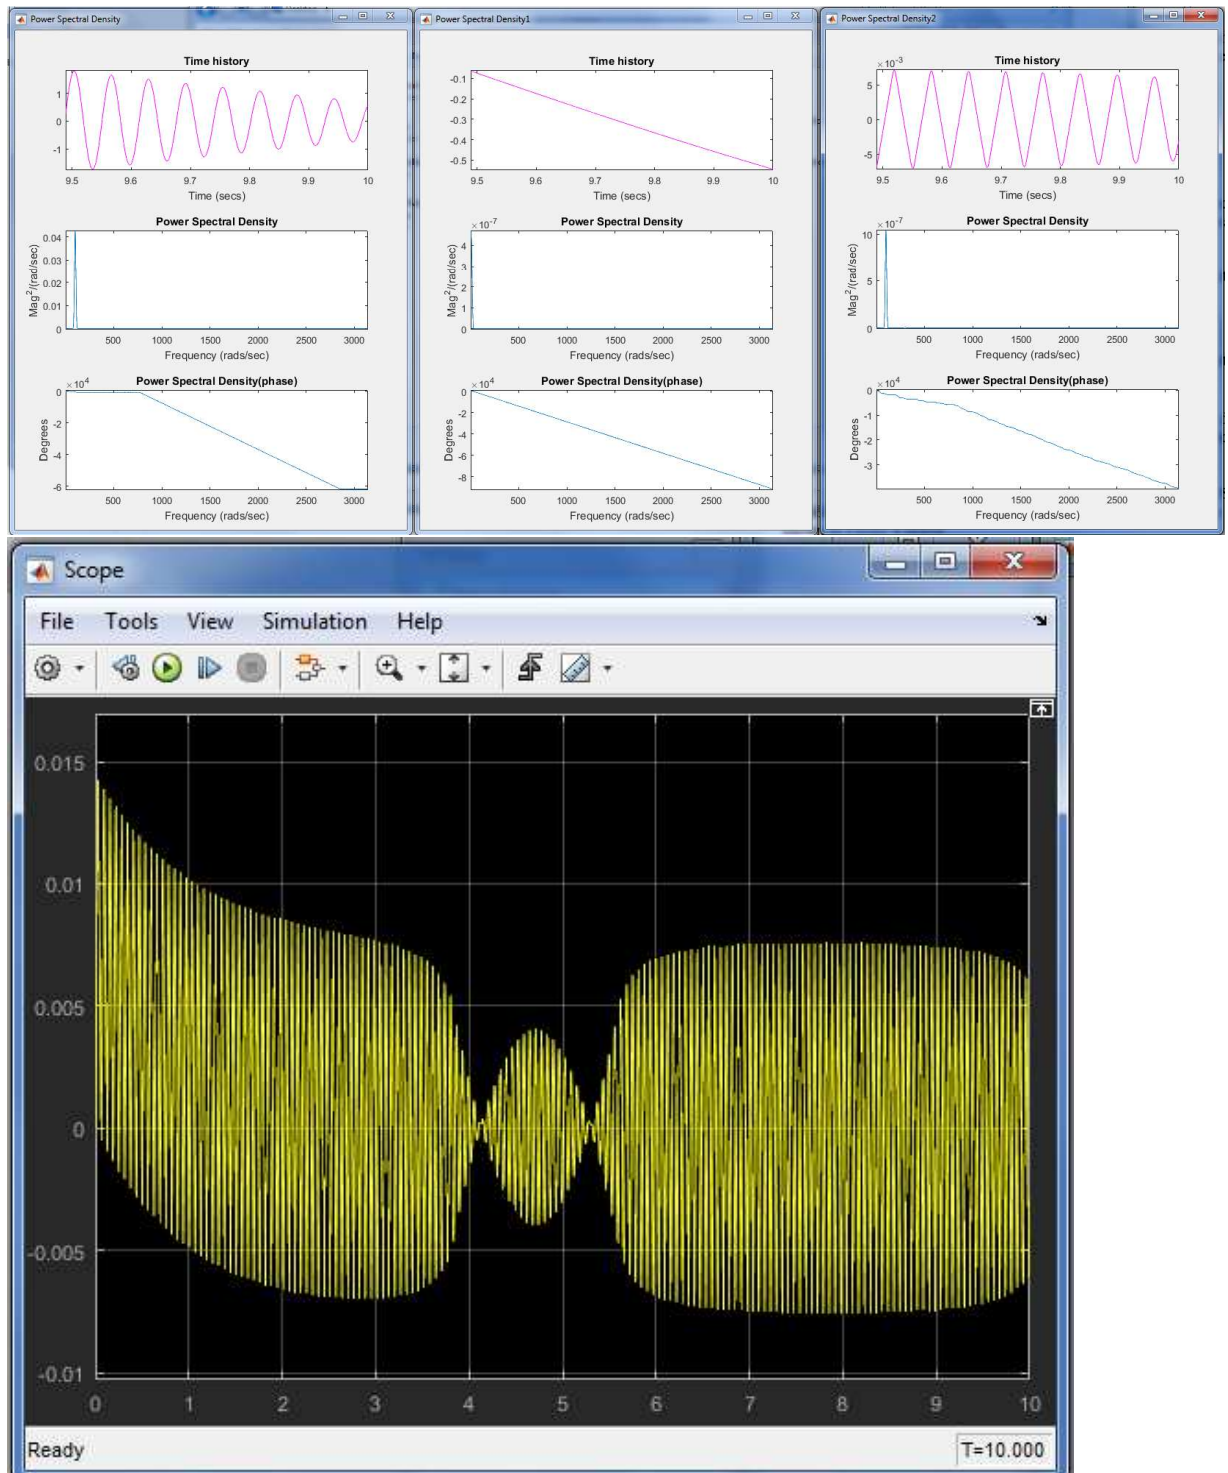 Power Spectral Density
Time history
1
0
-1
9.5 9.6 9.7 9.8 9.9 10
Time (secs)
Power Spectral Density
Mag²/(rad/sec)
0.04
0.03
0.02
0.01
0
500 1000 1500 2000 2500 3000
Frequency (rads/sec)
×10⁴ Power Spectral Density(phase)
Degrees
0
-2
-4
-6
500 1000 1500 2000 2500 3000
Frequency (rads/sec)
Power Spectral Density1
Time history
-0.1
-0.2
-0.3
-0.4
-0.5
9.5 9.6 9.7 9.8 9.9 10
Time (secs)
×10⁻⁷ Power Spectral Density
Mag²/(rad/sec)
4
3
2
1
0
500 1000 1500 2000 2500 3000
Frequency (rads/sec)
×10⁴ Power Spectral Density(phase)
Degrees
0
-2
-4
-6
-8
500 1000 1500 2000 2500 3000
Frequency (rads/sec)
Power Spectral Density2
×10⁻³ Time history
5
0
-5
9.5 9.6 9.7 9.8 9.9 10
Time (secs)
×10⁻⁷ Power Spectral Density
Mag²/(rad/sec)
10
5
0
500 1000 1500 2000 2500 3000
Frequency (rads/sec)
×10⁴ Power Spectral Density(phase)
Degrees
0
-1
-2
-3
500 1000 1500 2000 2500 3000
Frequency (rads/sec)
Scope
File Tools View Simulation Help
0.015
0.01
0.005
0
-0.005
-0.01
0 1 2 3 4 5 6 7 8 9 10
Ready T=10.000